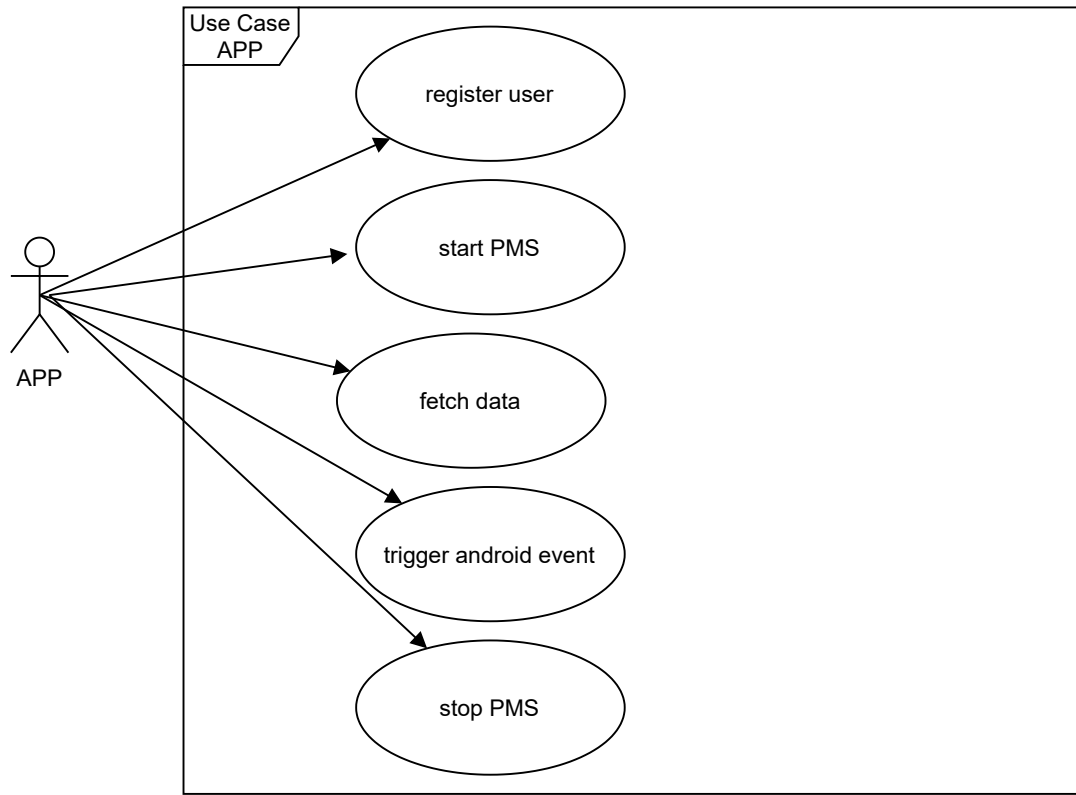 Use Case
APP
register user
start PMS
APP
fetch data
trigger android event
stop PMS